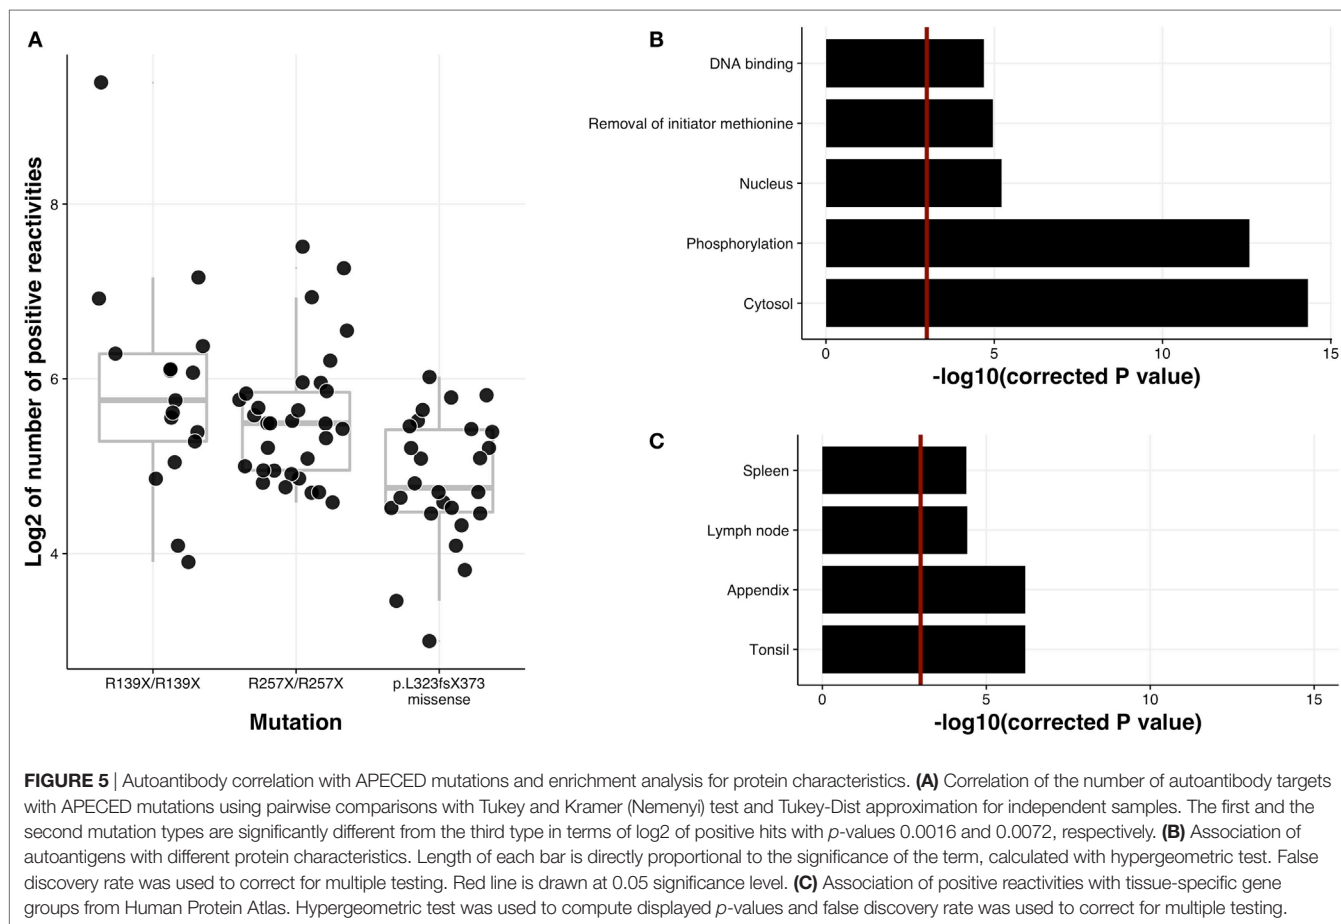 A
Log2 of number of positive reactivities
8
6
4
R139X/R139X
R257X/R257X
p.L323fsX373
missense
Mutation
B
DNA binding
Removal of initiator methionine
Nucleus
Phosphorylation
Cytosol
0
5
10
15
-log10(corrected P value)
C
Spleen
Lymph node
Appendix
Tonsil
0
5
10
15
-log10(corrected P value)
FIGURE 5 | Autoantibody correlation with APECED mutations and enrichment analysis for protein characteristics. (A) Correlation of the number of autoantibody targets
with APECED mutations using pairwise comparisons with Tukey and Kramer (Nemenyi) test and Tukey-Dist approximation for independent samples. The first and the
second mutation types are significantly different from the third type in terms of log2 of positive hits with p-values 0.0016 and 0.0072, respectively. (B) Association of
autoantigens with different protein characteristics. Length of each bar is directly proportional to the significance of the term, calculated with hypergeometric test. False
discovery rate was used to correct for multiple testing. Red line is drawn at 0.05 significance level. (C) Association of positive reactivities with tissue-specific gene
groups from Human Protein Atlas. Hypergeometric test was used to compute displayed p-values and false discovery rate was used to correct for multiple testing.